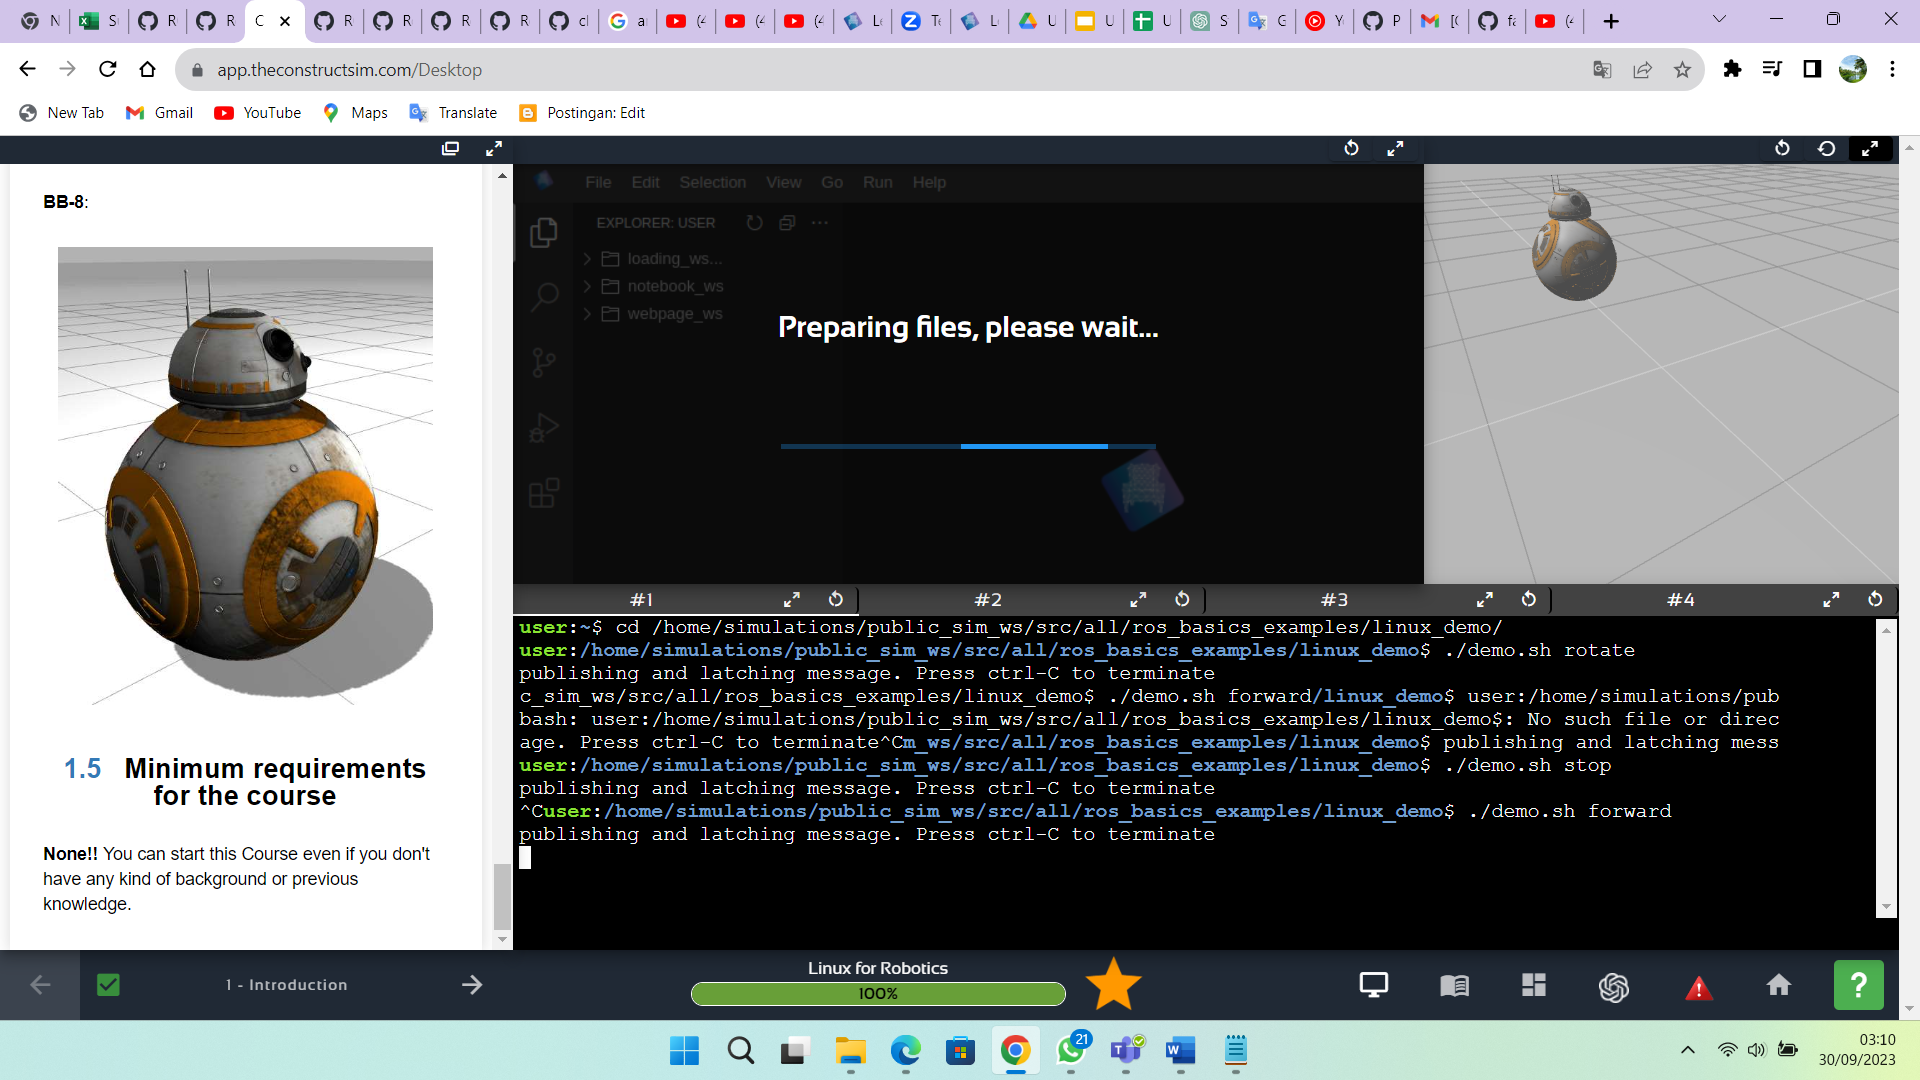 N
S
R
R
C
R
R
R
R
cl
a
(4
(4
(4
Le
Te
Le
U
U
U
S
G
Y
P
[C
fa
(4
app.theconstructsim.com/Desktop
New Tab
Gmail
YouTube
Maps
Translate
Postingan: Edit
BB-8:
1.5 Minimum requirements
for the course
None!! You can start this Course even if you don't
have any kind of background or previous
knowledge.
File Edit Selection View Go Run Help
EXPLORER: USER
loading_ws...
notebook_ws
webpage_ws
Preparing files, please wait...
#1
#2
#3
#4
user:~$ cd /home/simulations/public_sim_ws/src/all/ros_basics_examples/linux_demo/
user:/home/simulations/public_sim_ws/src/all/ros_basics_examples/linux_demo$ ./demo.sh rotate
publishing and latching message. Press ctrl-C to terminate
c_sim_ws/src/all/ros_basics_examples/linux_demo$ ./demo.sh forward/linux_demo$ user:/home/simulations/pub
bash: user:/home/simulations/public_sim_ws/src/all/ros_basics_examples/linux_demo$: No such file or direc
age. Press ctrl-C to terminate^Cm_ws/src/all/ros_basics_examples/linux_demo$ publishing and latching mess
user:/home/simulations/public_sim_ws/src/all/ros_basics_examples/linux_demo$ ./demo.sh stop
publishing and latching message. Press ctrl-C to terminate
^Cuser:/home/simulations/public_sim_ws/src/all/ros_basics_examples/linux_demo$ ./demo.sh forward
publishing and latching message. Press ctrl-C to terminate
1 - Introduction
Linux for Robotics
100%
?
21
03:10
30/09/2023